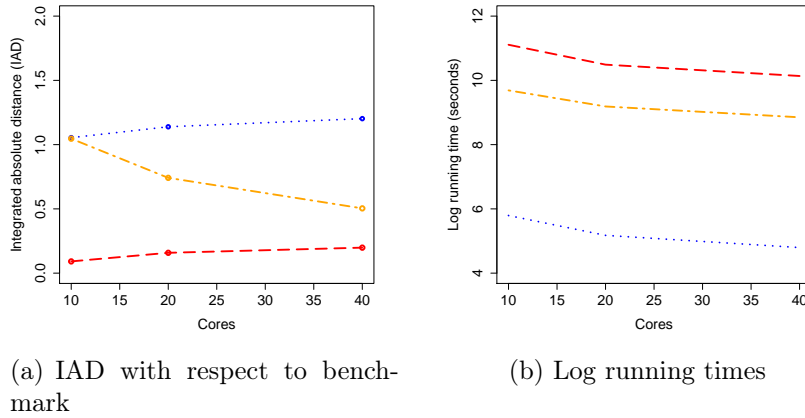 Integrated absolute distance (IAD)
2.0
1.5
1.0
0.5
0.0
10 15 20 25 30 35 40
Cores
(a) IAD with respect to bench-
mark
Log running time (seconds)
12
10
8
6
4
10 15 20 25 30 35 40
Cores
(b) Log running times